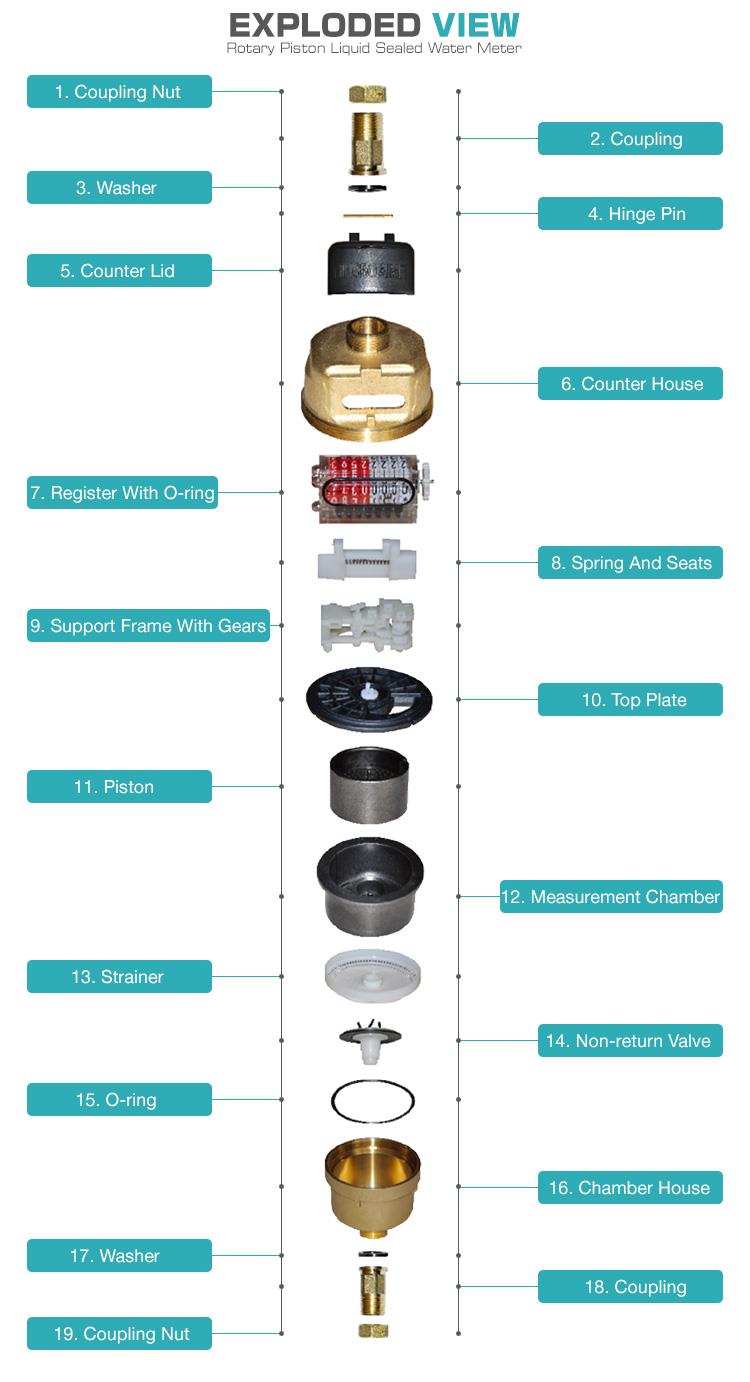 EXPLODED VIEW
Rotary Piston Liquid Sealed Water Meter
1. Coupling Nut
2. Coupling
3. Washer
4. Hinge Pin
5. Counter Lid
6. Counter House
7. Register With O-ring
8. Spring And Seats
9. Support Frame With Gears
10. Top Plate
11. Piston
12. Measurement Chamber
13. Strainer
14. Non-return Valve
15. O-ring
16. Chamber House
17. Washer
18. Coupling
19. Coupling Nut